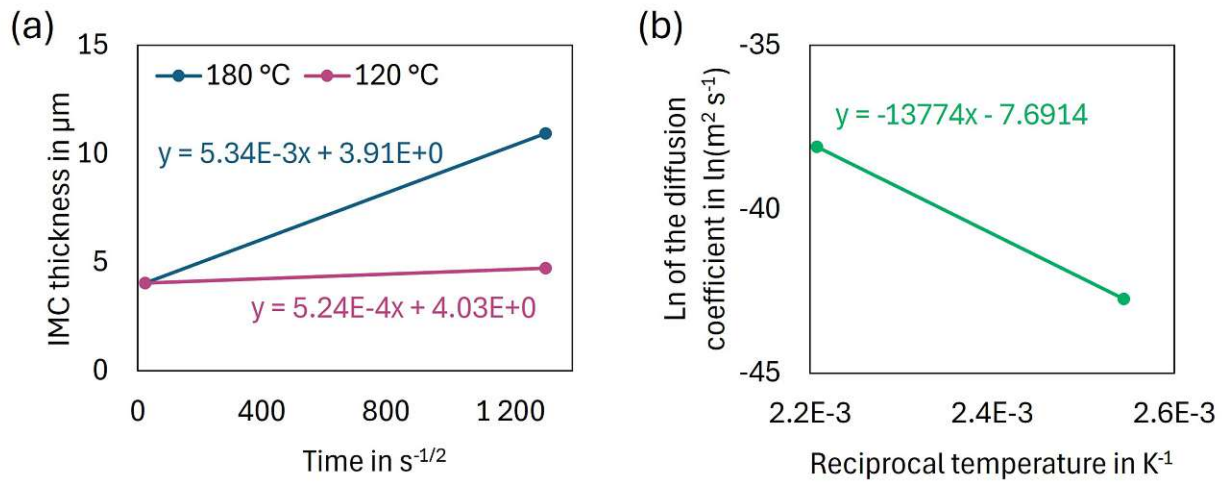 (a)
IMC thickness in µm
15
10
5
0
180 °C
120 °C
y = 5.34E-3x + 3.91E+0
y = 5.24E-4x + 4.03E+0
0 400 800 1 200
Time in s⁻¹/²
(b)
Ln of the diffusion
coefficient in ln(m² s⁻¹)
-35
-40
-45
y = -13774x - 7.6914
2.2E-3 2.4E-3 2.6E-3
Reciprocal temperature in K⁻¹